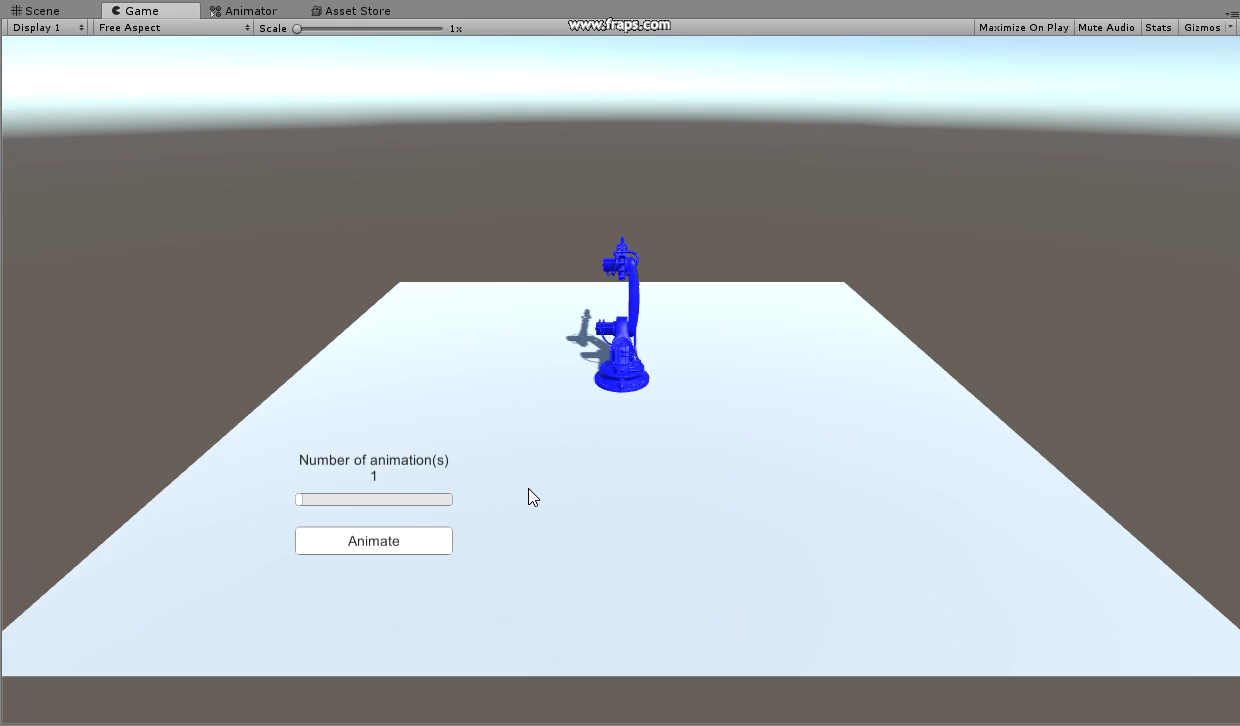 Scene
Game
Animator
Asset Store
Display 1
Free Aspect
Scale
1x
www.fraps.com
Maximize On Play
Mute Audio
Stats
Gizmos
Number of animation(s)
1
Animate